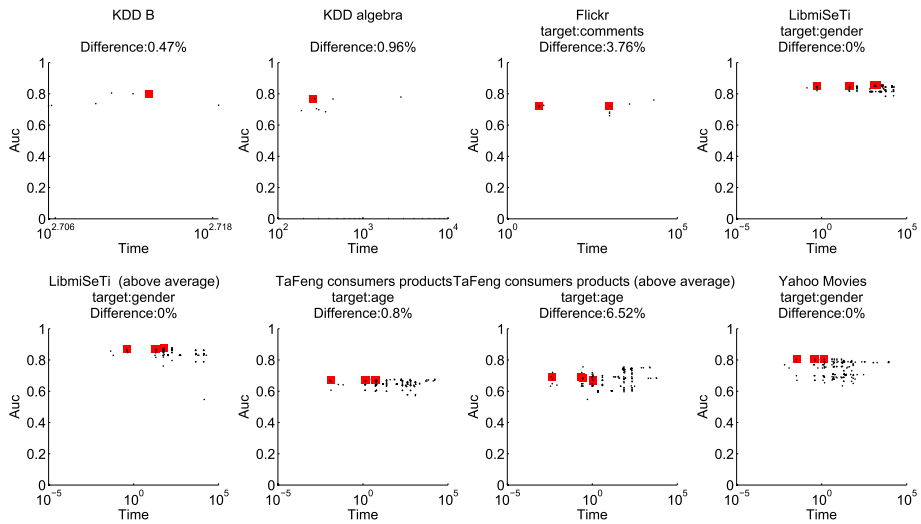 KDD B
Difference:0.47%
1
0.8
0.6
0.4
0.2
0
Auc
10^2.706
10^2.718
Time
KDD algebra
Difference:0.96%
1
0.8
0.6
0.4
0.2
0
Auc
10^2
10^3
10^4
Time
Flickr
target:comments
Difference:3.76%
1
0.8
0.6
0.4
0.2
0
Auc
10^0
10^5
Time
LibmiSeTi
target:gender
Difference:0%
1
0.8
0.6
0.4
0.2
0
Auc
10^−5
10^0
10^5
Time
LibmiSeTi (above average)
target:gender
Difference:0%
1
0.8
0.6
0.4
0.2
0
Auc
10^−5
10^0
10^5
Time
TaFeng consumers products
target:age
Difference:0.8%
1
0.8
0.6
0.4
0.2
0
Auc
10^−5
10^0
10^5
Time
TaFeng consumers products (above average)
target:age
Difference:6.52%
1
0.8
0.6
0.4
0.2
0
Auc
10^−5
10^0
10^5
Time
Yahoo Movies
target:gender
Difference:0%
1
0.8
0.6
0.4
0.2
0
Auc
10^−5
10^0
10^5
Time